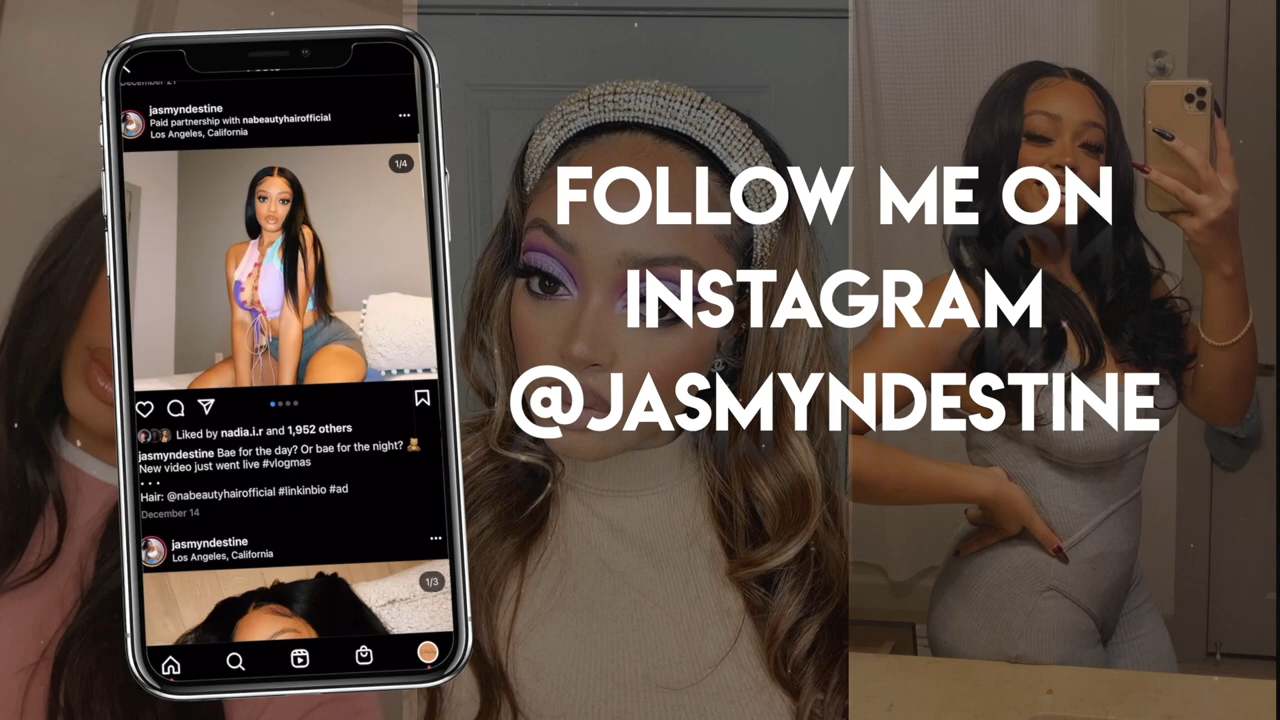 December 21
jasmyndestine
Paid partnership with nabeautyhairofficial
Los Angeles, California
1/4
Liked by nadia.i.r and 1,952 others
jasmyndestine Bae for the day? Or bae for the night? 🧸
New video just went live #vlogmas
• • •
Hair: @nabeautyhairofficial #linkinbio #ad
December 14
jasmyndestine
Los Angeles, California
1/3
FOLLOW ME ON
INSTAGRAM
@JASMYNDESTINE